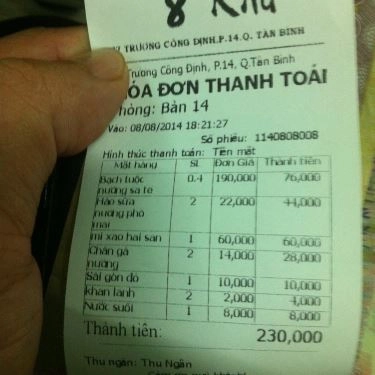 8 Khu
TRƯƠNG CÔNG ĐỊNH.P.14.Q. TÂN BÌNH
Trương Công Định, P.14, Q.Tân Bình
HÓA ĐƠN THANH TOÁN
Phòng: Bàn 14
Vào: 08/08/2014 18:21:27
Số phiếu: 1140808008
Hình thức thanh toán: Tiền mặt
Mặt hàng SL Đơn Giá Thành tiền
Bạch tuộc nướng sa tế 0.4 190,000 76,000
Hào sữa nướng phô mai 2 22,000 44,000
mì xào hải sản 1 60,000 60,000
Chân gà nướng 2 14,000 28,000
Sài gòn đỏ 1 10,000 10,000
khăn lạnh 2 2,000 4,000
Nước suối 1 8,000 8,000
Thành tiền: 230,000
Thu ngân: Thu Ngân